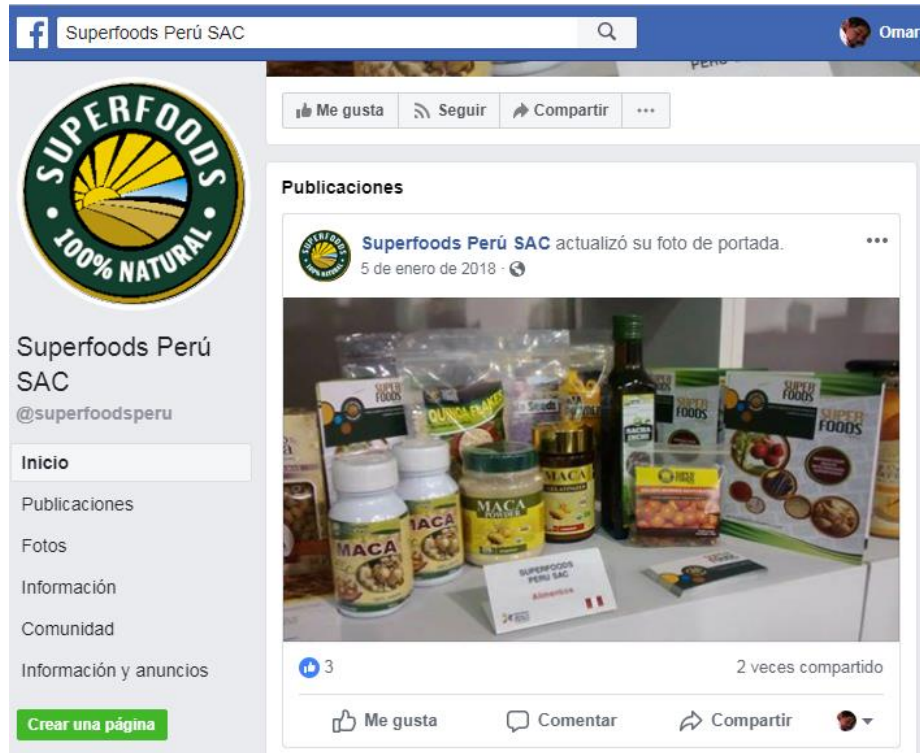 Superfoods Perú SAC
Omar
Me gusta
Seguir
Compartir
SUPERFOODS
100% NATURAL
Superfoods Perú
SAC
@superfoodsperu
Inicio
Publicaciones
Fotos
Información
Comunidad
Información y anuncios
Crear una página
Publicaciones
Superfoods Perú SAC actualizó su foto de portada.
5 de enero de 2018
SUPER
FOODS
QUINOA FLAKES
SACHA
INCHI
SUPER
FOODS
SUPER
FOODS
MACA
MACA
MACA
POWDER
MACA
SUPERFOODS
PERU SAC
Alimentos
3
2 veces compartido
Me gusta
Comentar
Compartir